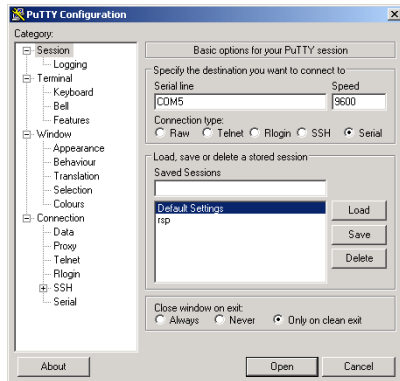 PuTTY Configuration
Category:
Session
Logging
Terminal
Keyboard
Bell
Features
Window
Appearance
Behaviour
Translation
Selection
Colours
Connection
Data
Proxy
Telnet
Rlogin
SSH
Serial
Basic options for your PuTTY session
Specify the destination you want to connect to
Serial line Speed
COM5 9600
Connection type:
Raw Telnet Rlogin SSH Serial
Load, save or delete a stored session
Saved Sessions
Default Settings
rsp
Load
Save
Delete
Close window on exit:
Always Never Only on clean exit
About Open Cancel